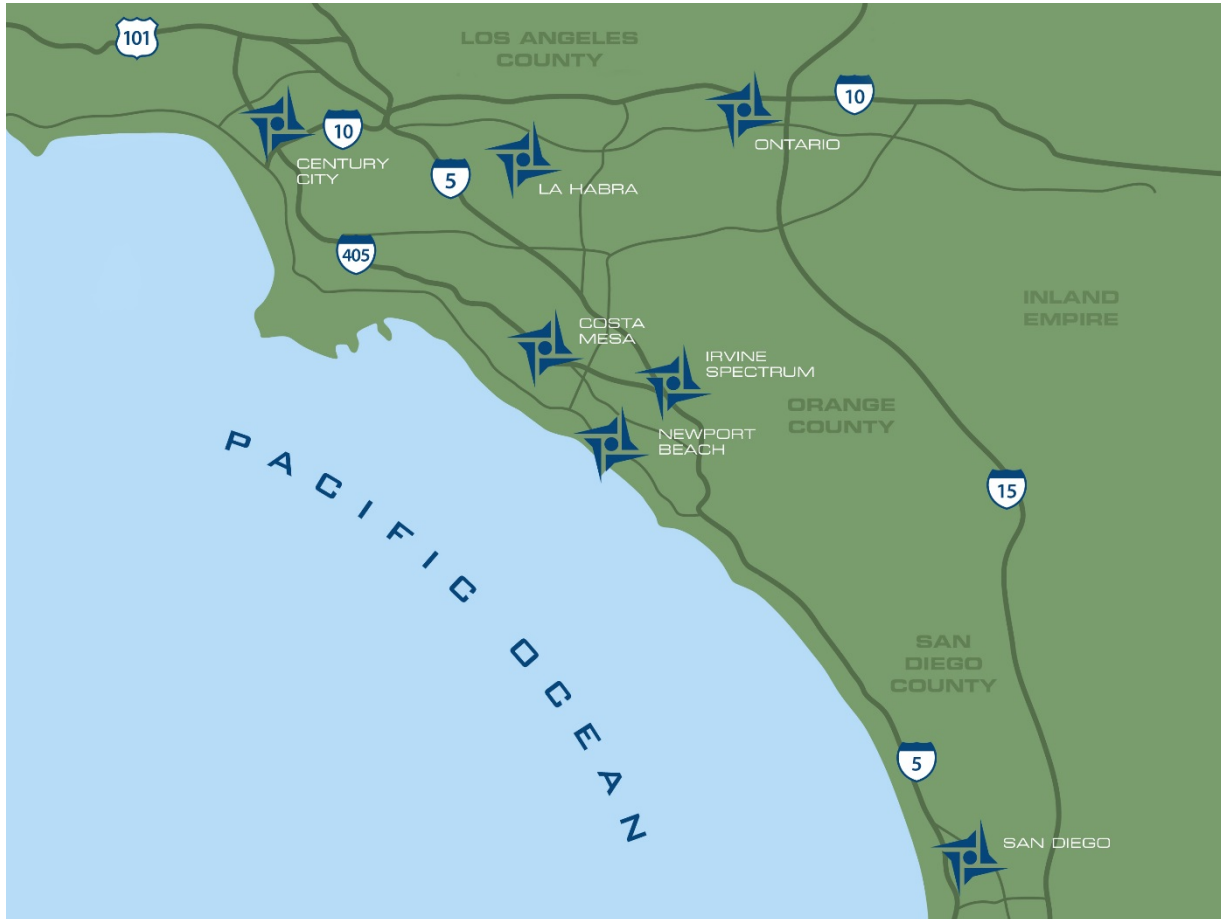 101
LOS ANGELES
COUNTY
10
10
ONTARIO
CENTURY
CITY
5
LA HABRA
405
INLAND
EMPIRE
COSTA
MESA
IRVINE
SPECTRUM
ORANGE
COUNTY
NEWPORT
BEACH
PACIFIC OCEAN
15
SAN
DIEGO
COUNTY
5
SAN DIEGO